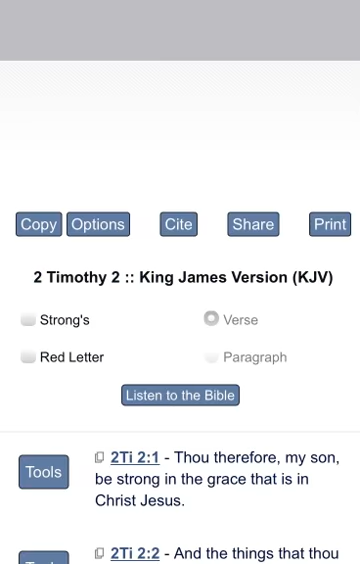 Copy Options Cite Share Print
2 Timothy 2 :: King James Version (KJV)
Strong's Verse
Red Letter Paragraph
Listen to the Bible
Tools
2Ti 2:1 - Thou therefore, my son,
be strong in the grace that is in
Christ Jesus.
2Ti 2:2 - And the things that thou